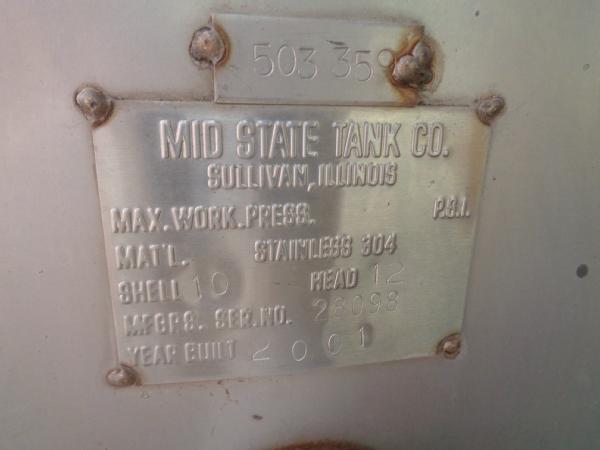 503 359
MID STATE TANK CO.
SULLIVAN, ILLINOIS
MAX. WORK. PRESS. P.S.I.
MAT'L. STAINLESS 304
SHELL 10 HEAD 12
MFGRS. SER. NO. 28098
YEAR BUILT 2001